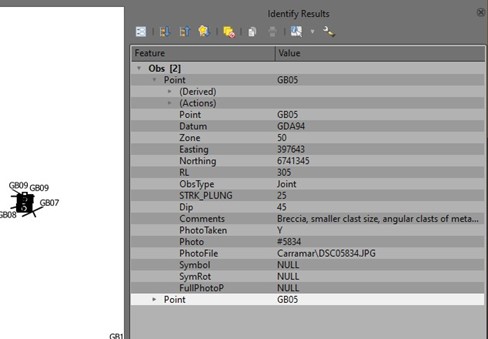 Identify Results
Feature Value
Obs [2]
Point GB05
(Derived)
(Actions)
Point GB05
Datum GDA94
Zone 50
Easting 397643
Northing 6741345
RL 305
ObsType Joint
STRK_PLUNG 25
Dip 45
Comments Breccia, smaller clast size, angular clasts of meta...
PhotoTaken Y
Photo #5834
PhotoFile Carramar\DSC05834.JPG
Symbol NULL
SymRot NULL
FullPhotoP NULL
Point GB05
GB09 GB09
GB07
GB08
GB1